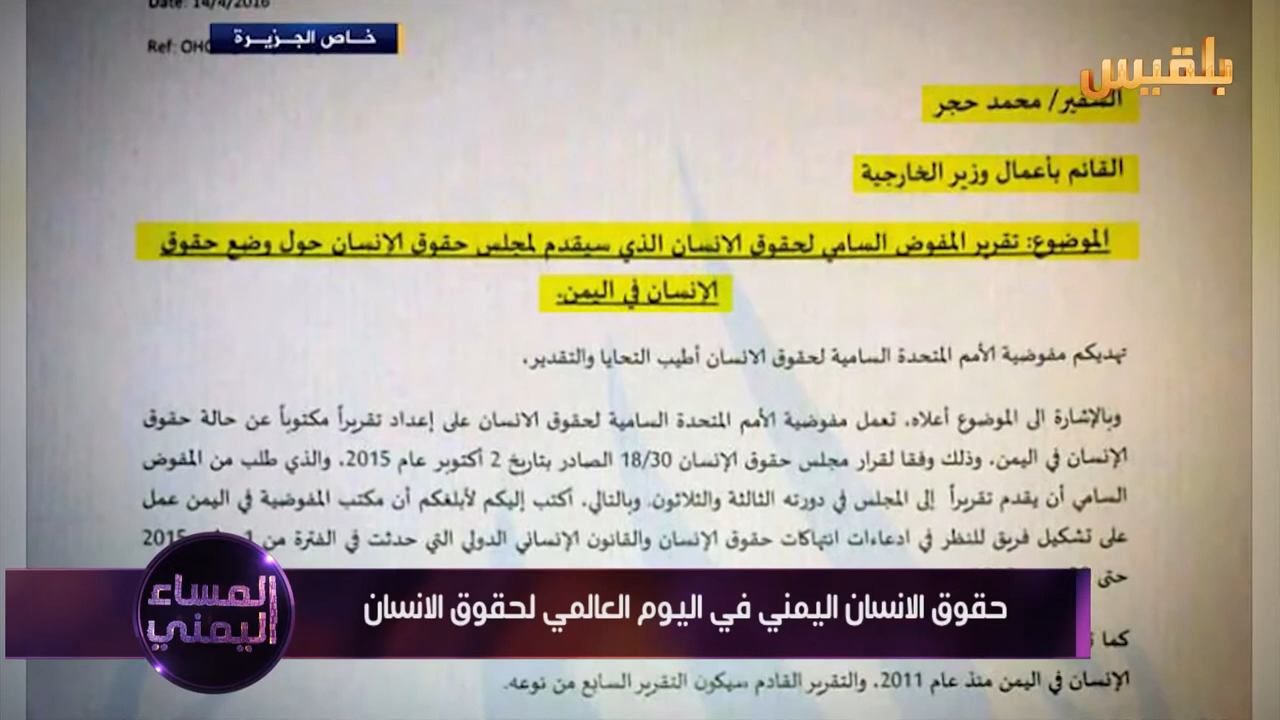 Date: 14/4/2016
خاص الجزيرة
Ref: OHC
بلقيس
السفير/ محمد حجر
القائم بأعمال وزير الخارجية
الموضوع: تقرير المفوض السامي لحقوق الانسان الذي سيقدم لمجلس حقوق الانسان حول وضع حقوق
الإنسان في اليمن.
تهديكم مفوضية الأمم المتحدة السامية لحقوق الانسان أطيب التحايا والتقدير.
وبالإشارة الى الموضوع أعلاه، تعمل مفوضية الأمم المتحدة السامية لحقوق الانسان على إعداد تقريراً مكتوباً عن حالة حقوق
الإنسان في اليمن، وذلك وفقا لقرار مجلس حقوق الإنسان 18/30 الصادر بتاريخ 2 أكتوبر عام 2015، والذي طلب من المفوض
السامي أن يقدم تقريراً إلى المجلس في دورته الثالثة والثلاثون. وبالتالي، أكتب إليكم لأبلغكم أن مكتب المفوضية في اليمن عمل
على تشكيل فريق للنظر في ادعاءات انتهاكات حقوق الإنسان والقانون الإنساني الدولي التي حدثت في الفترة من 1 2015
حتى
حقوق الانسان اليمني في اليوم العالمي لحقوق الانسان
المساء
اليمني
كما
الإنسان في اليمن منذ عام 2011، والتقرير القادم سيكون التقرير السابع من نوعه.